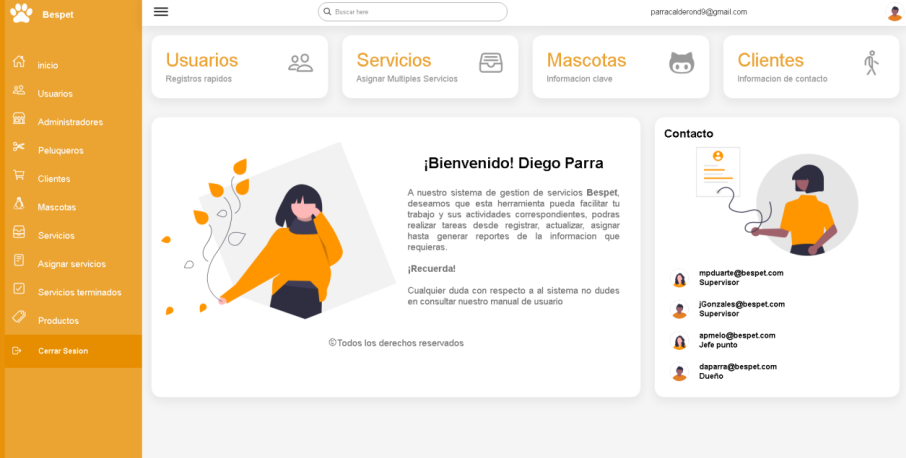 Bespet
Buscar here
parracalderond9@gmail.com
inicio
Usuarios
Administradores
Peluqueros
Clientes
Mascotas
Servicios
Asignar servicios
Servicios terminados
Productos
Cerrar Sesion
Usuarios
Registros rapidos
Servicios
Asignar Multiples Servicios
Mascotas
Informacion clave
Clientes
Informacion de contacto
¡Bienvenido! Diego Parra
A nuestro sistema de gestion de servicios Bespet,
deseamos que esta herramienta pueda facilitar tu
trabajo y sus actividades correspondientes, podras
realizar tareas desde registrar, actualizar, asignar
hasta generar reportes de la informacion que
requieras.
¡Recuerda!
Cualquier duda con respecto a al sistema no dudes
en consultar nuestro manual de usuario
©Todos los derechos reservados
Contacto
mpduarte@bespet.com
Supervisor
jGonzales@bespet.com
Supervisor
apmelo@bespet.com
Jefe punto
daparra@bespet.com
Dueño